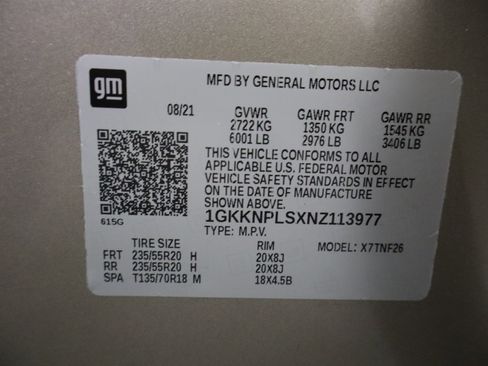 gm
MFD BY GENERAL MOTORS LLC
08/21 GVWR GAWR FRT GAWR RR
2722 KG 1350 KG 1545 KG
6001 LB 2976 LB 3406 LB
THIS VEHICLE CONFORMS TO ALL
APPLICABLE U.S. FEDERAL MOTOR
VEHICLE SAFETY STANDARDS IN EFFECT
ON THE DATE OF MANUFACTURE
SHOWN ABOVE.
1GKKNPLSXNZ113977
615G TYPE: M.P.V.
TIRE SIZE RIM MODEL: X7TNF26
FRT 235/55R20 H 20X8J
RR 235/55R20 H 20X8J
SPA T135/70R18 M 18X4.5B